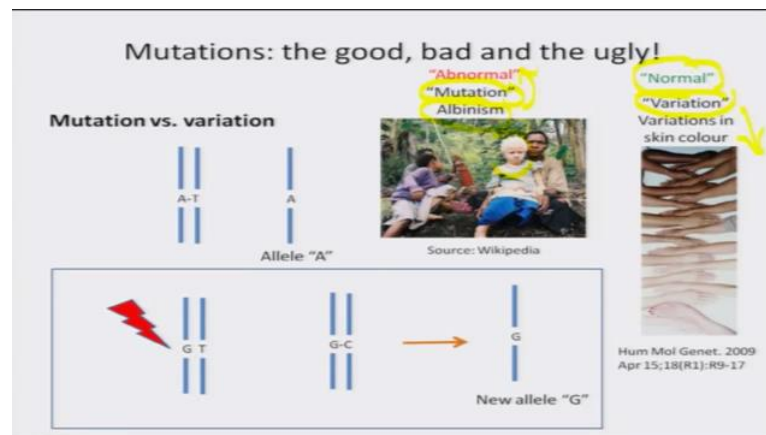 Mutations: the good, bad and the ugly!
"Abnormal"
"Mutation"
Albinism
"Normal"
"Variation"
Variations in
skin colour
Mutation vs. variation
A-T
A
Allele "A"
Source: Wikipedia
G T
G-C
G
New allele "G"
Hum Mol Genet. 2009
Apr 15;18(R1):R9-17